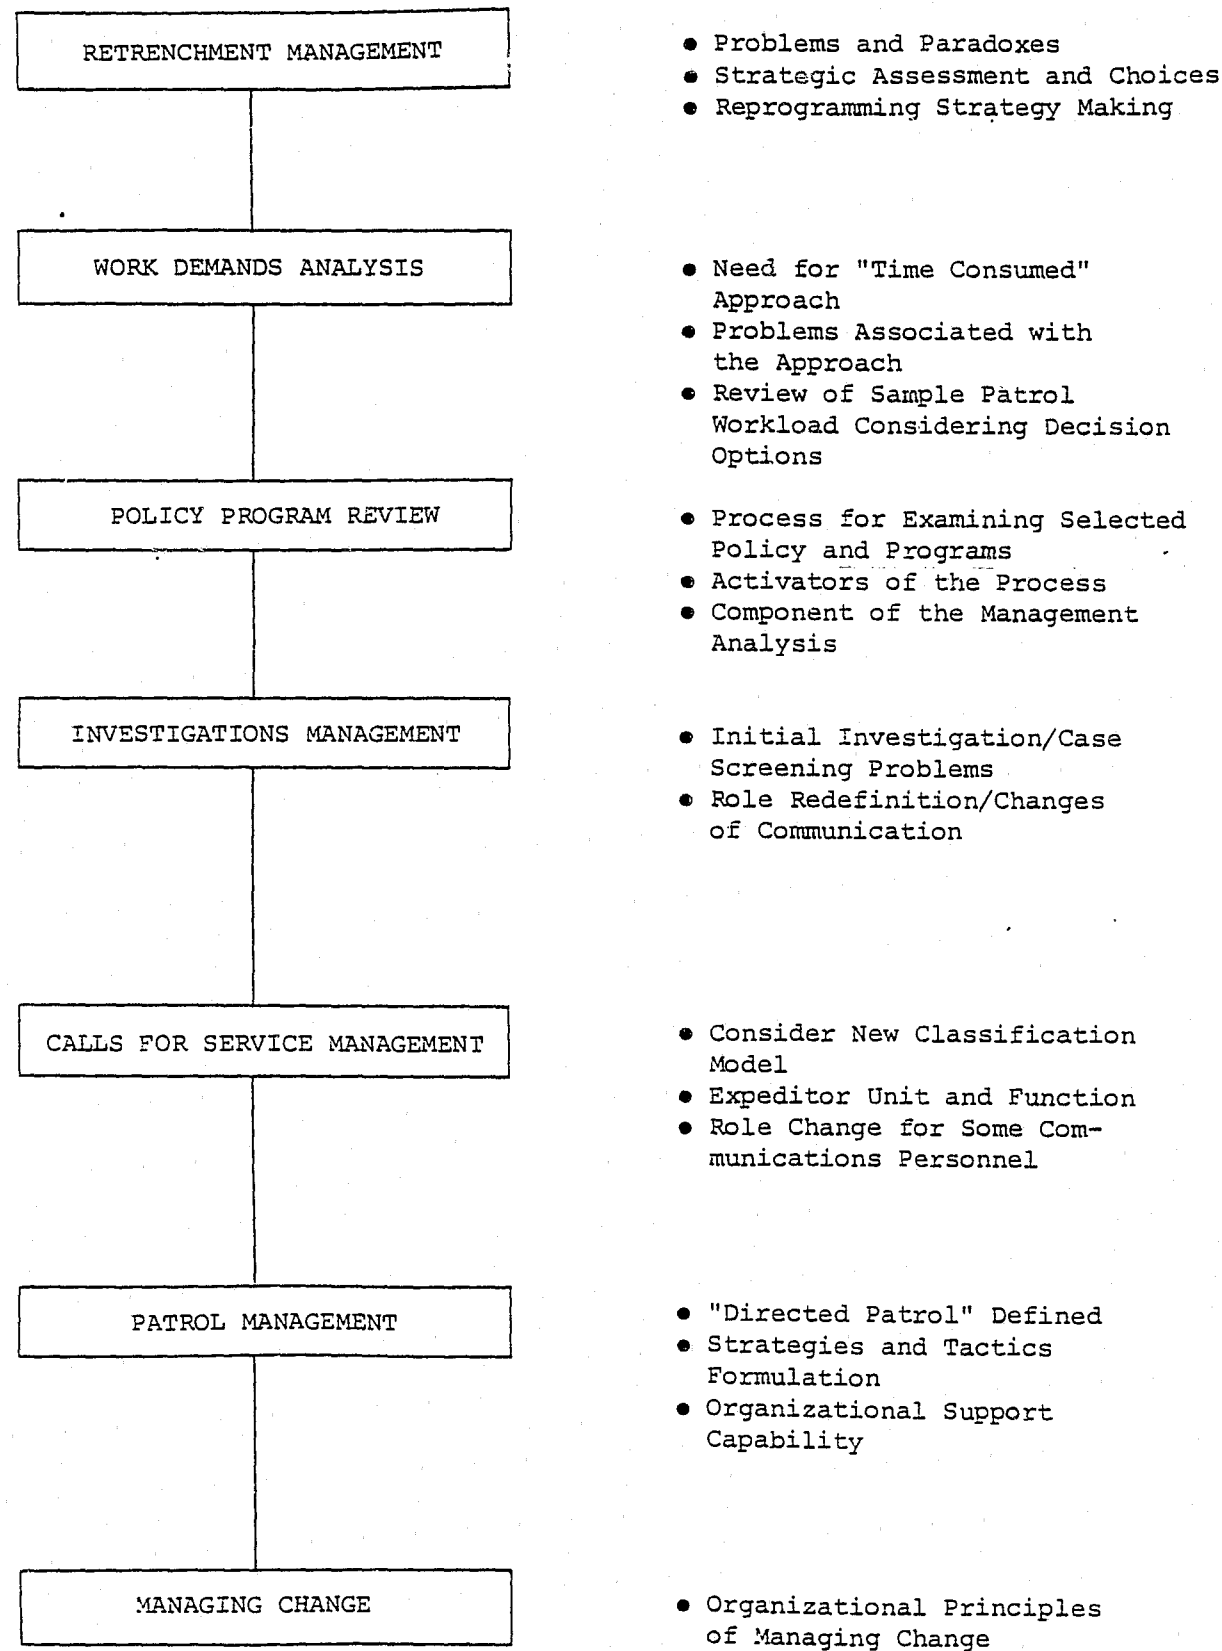 RETRENCHMENT MANAGEMENT
● Problems and Paradoxes
● Strategic Assessment and Choices
● Reprogramming Strategy Making
WORK DEMANDS ANALYSIS
● Need for "Time Consumed"
Approach
● Problems Associated with
the Approach
● Review of Sample Patrol
Workload Considering Decision
Options
POLICY PROGRAM REVIEW
● Process for Examining Selected
Policy and Programs
● Activators of the Process
● Component of the Management
Analysis
INVESTIGATIONS MANAGEMENT
● Initial Investigation/Case
Screening Problems
● Role Redefinition/Changes
of Communication
CALLS FOR SERVICE MANAGEMENT
● Consider New Classification
Model
● Expeditor Unit and Function
● Role Change for Some Com-
munications Personnel
PATROL MANAGEMENT
● "Directed Patrol" Defined
● Strategies and Tactics
Formulation
● Organizational Support
Capability
MANAGING CHANGE
● Organizational Principles
of Managing Change